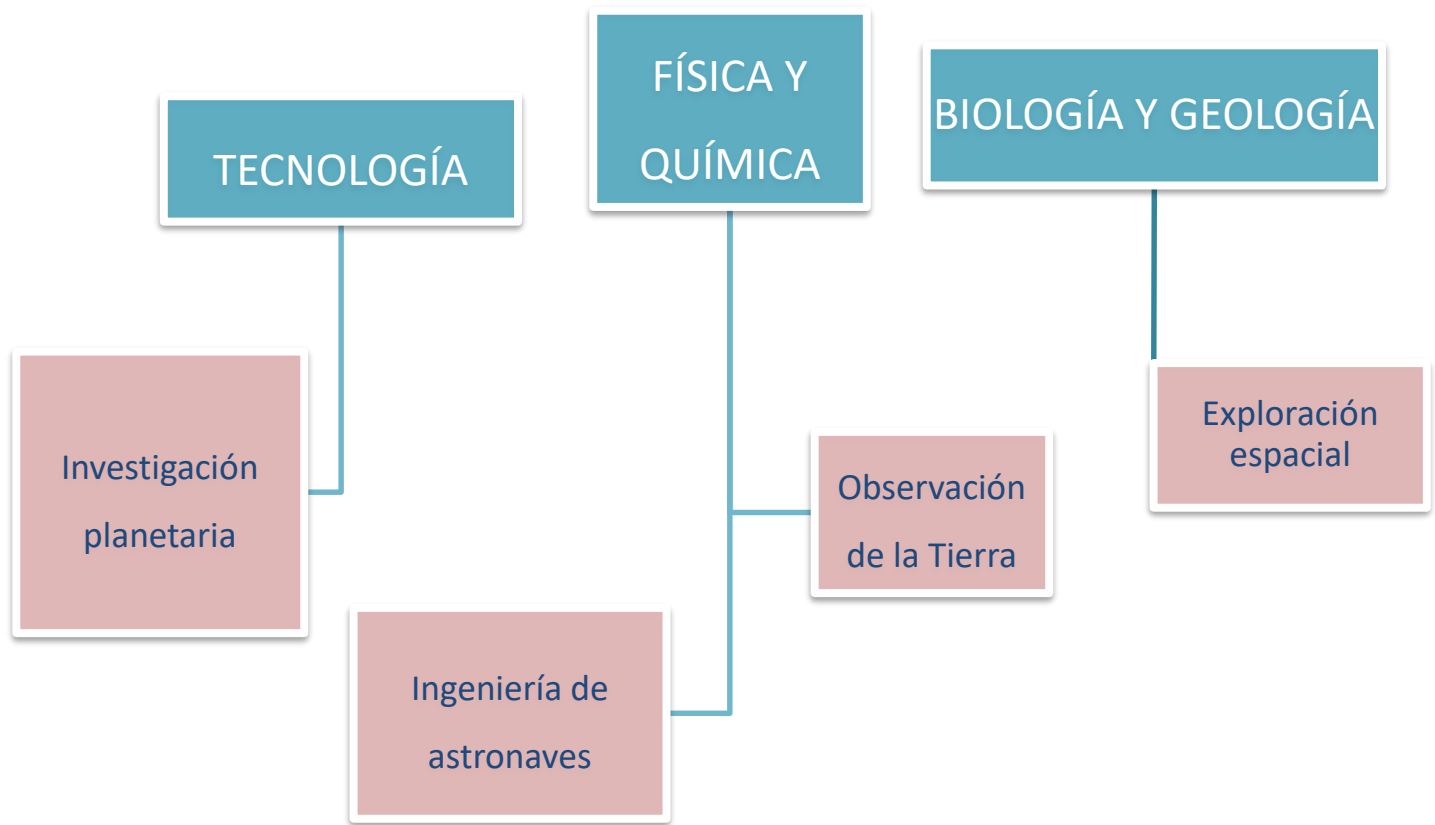 TECNOLOGÍA
FÍSICA Y
QUÍMICA
BIOLOGÍA Y GEOLOGÍA
Investigación
planetaria
Ingeniería de
astronaves
Observación
de la Tierra
Exploración
espacial